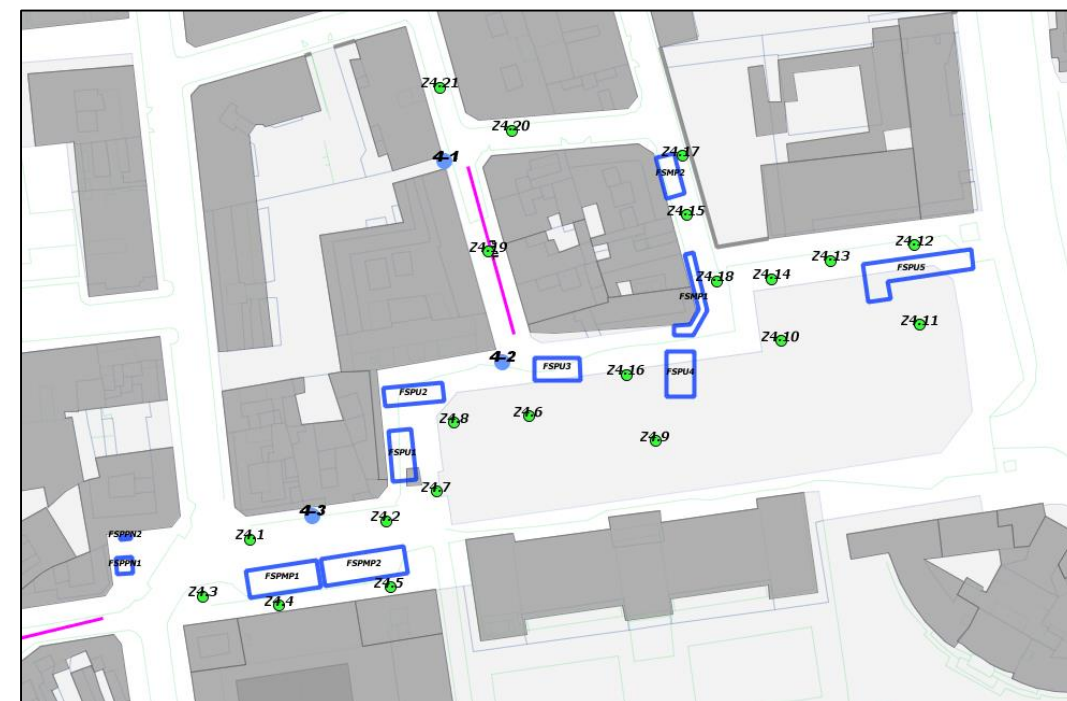 Z4.21
Z4.20
4-1
Z4.17
FSMP2
Z4.15
Z4.19
Z4.12
Z4.13
FSPU5
Z4.18
Z4.14
FSMP1
Z4.11
Z4.10
4-2
FSPU3
Z4.16
FSPU4
FSPU2
Z4.8
Z4.6
Z4.9
FSPU1
Z4.7
4-3
Z4.2
Z4.1
FSPPN2
FSPPN1
FSPMP2
FSPMP1
Z4.5
Z4.3
Z4.4